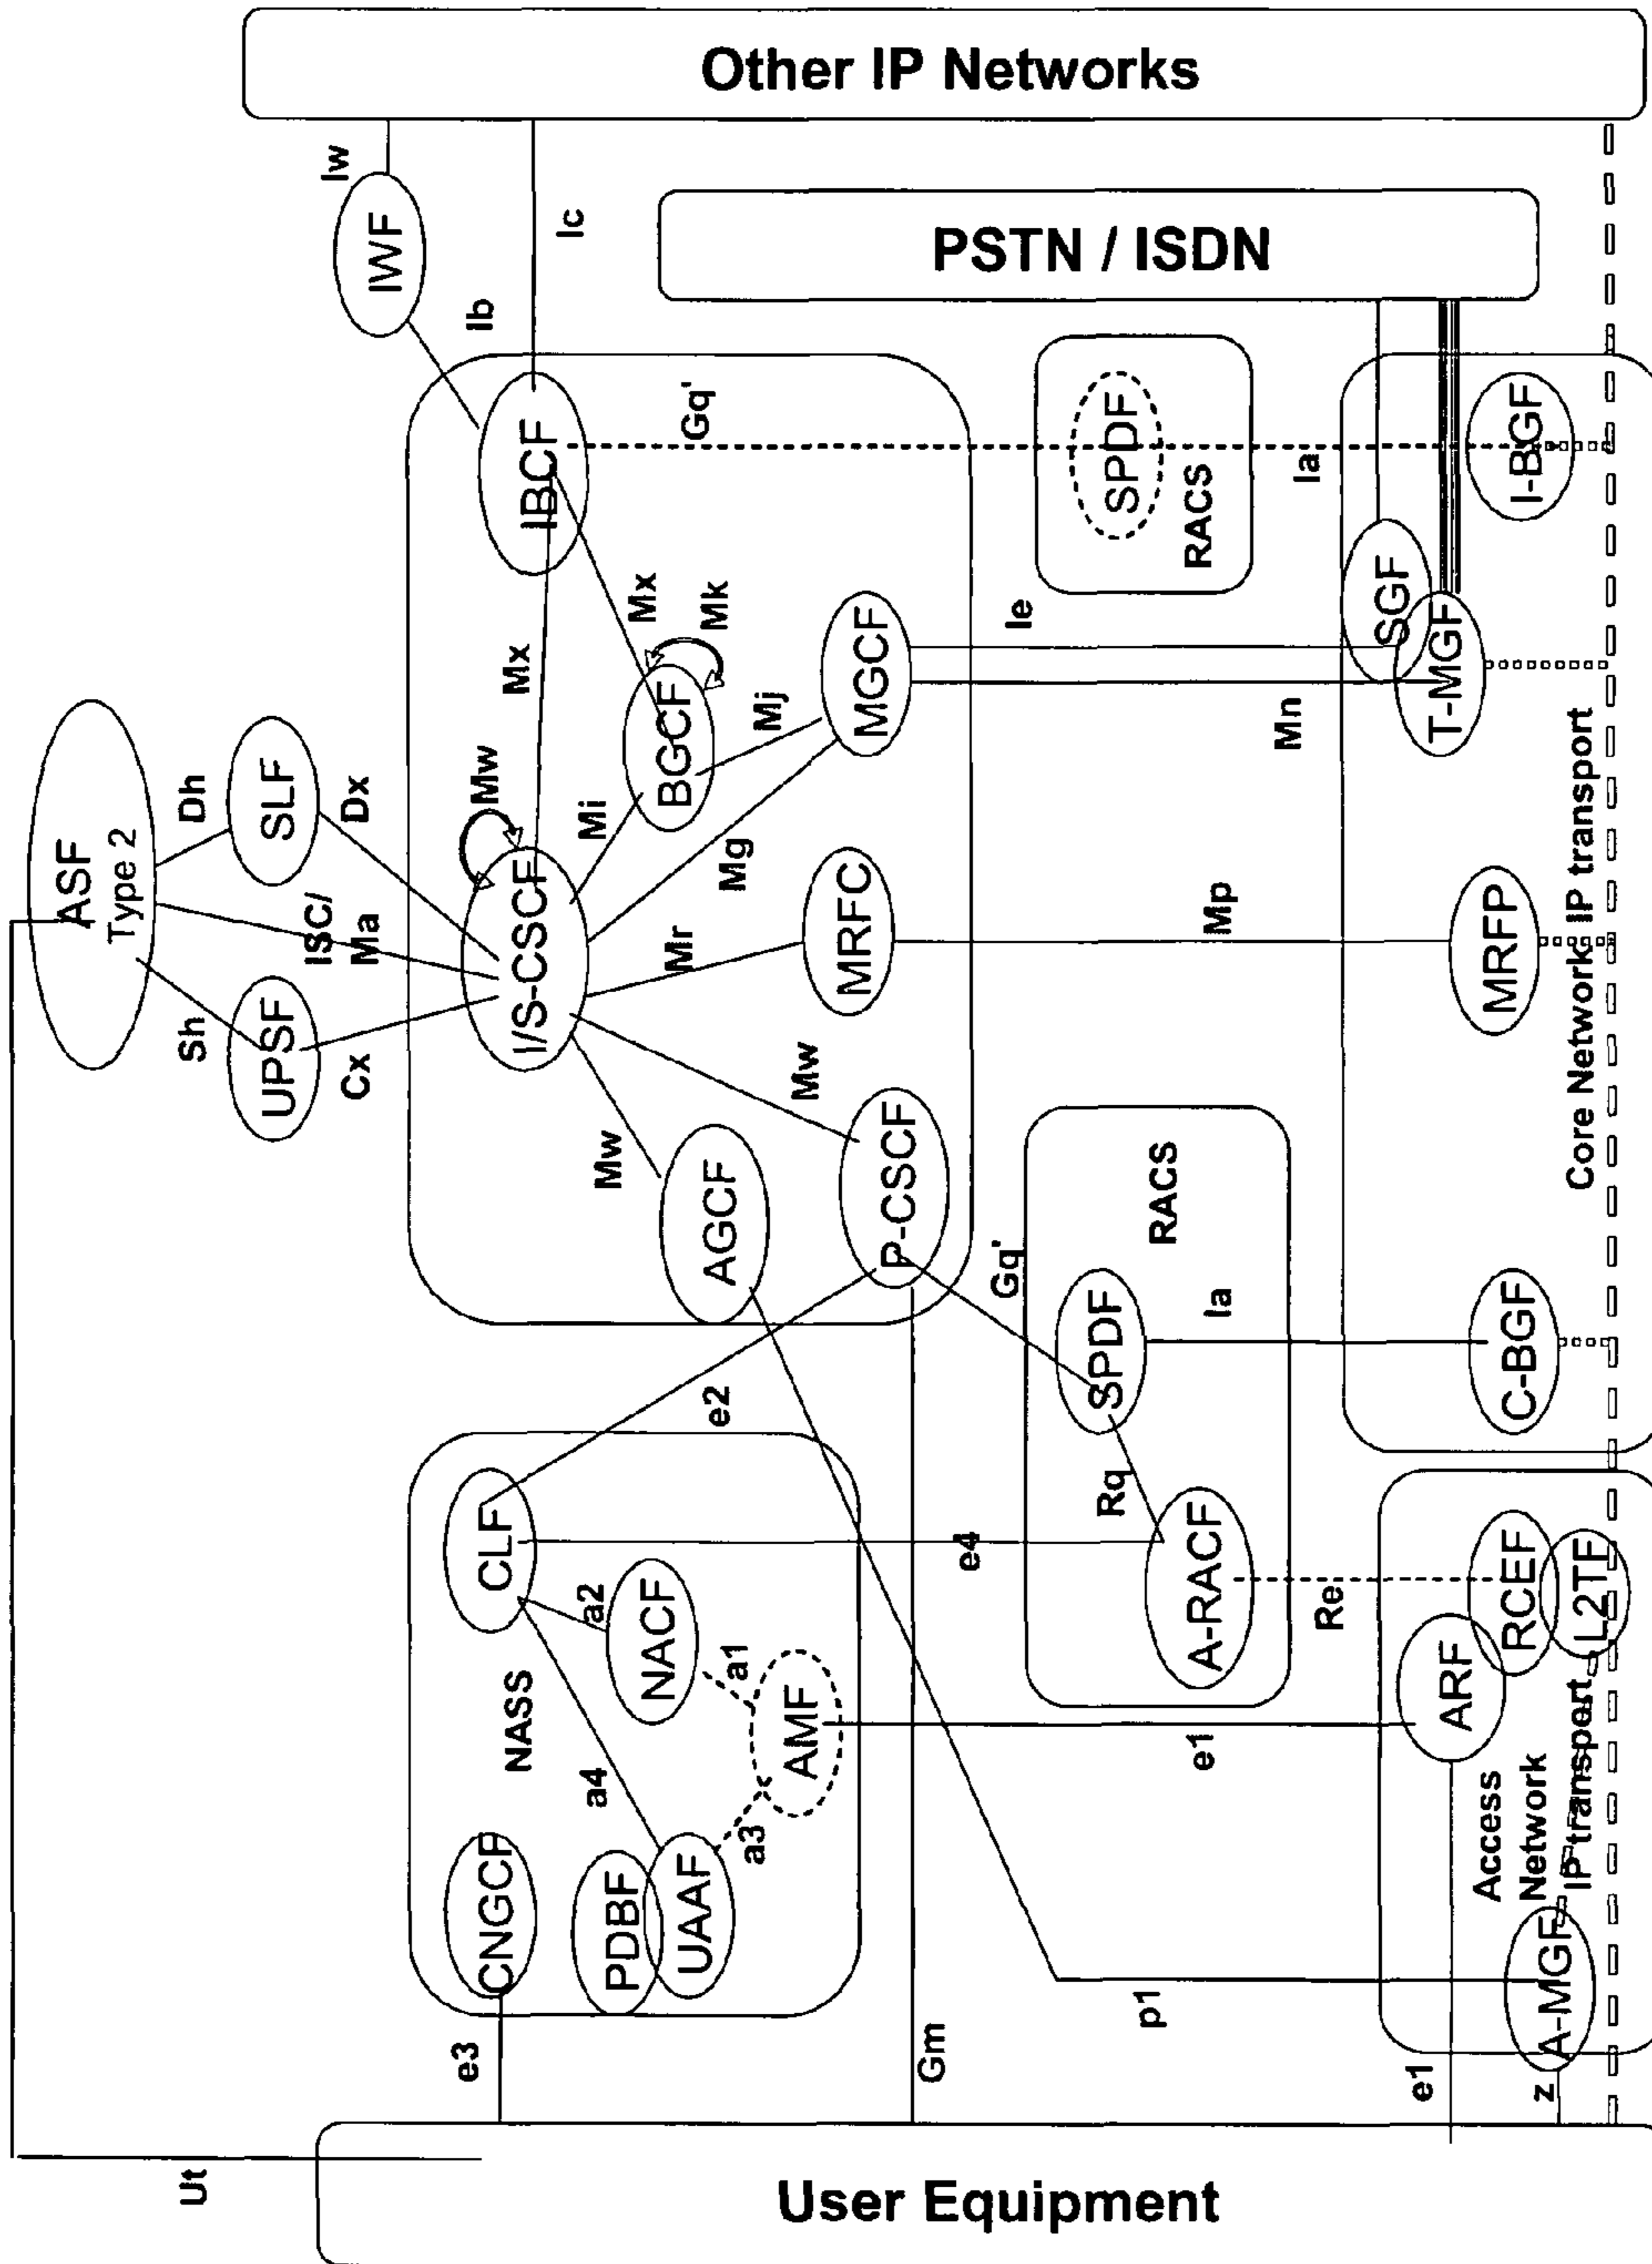 Other IP Networks
Iw
IWF
Ic
Ib
PSTN / ISDN
IBCF
Gq'
SPDF
RACS
Ia
I-BGF
Mx
Mk
Mx
Ie
SGF
T-MGF
MGCF
BGCF
Mj
Mn
ASF
Type 2
Dh
SLF
Dx
Mw
Mi
Mg
ISC/
Ma
I/S-CSCF
Mr
MRFC
Mp
MRFP
Core Network IP transport
Sh
UPSF
Cx
Mw
Mw
AGCF
P-CSCF
Gq'
RACS
SPDF
Ia
C-BGF
e2
CLF
Rq
e4
A-RACF
Re
RCEF
L2TF
ARF
a2
NACF
NASS
a1
a4
AMF
a3
e1
CNGCF
PDBF
UAAF
Access
Network
IP transport
A-MGF
p1
e3
Gm
e1
z
Ut
User Equipment